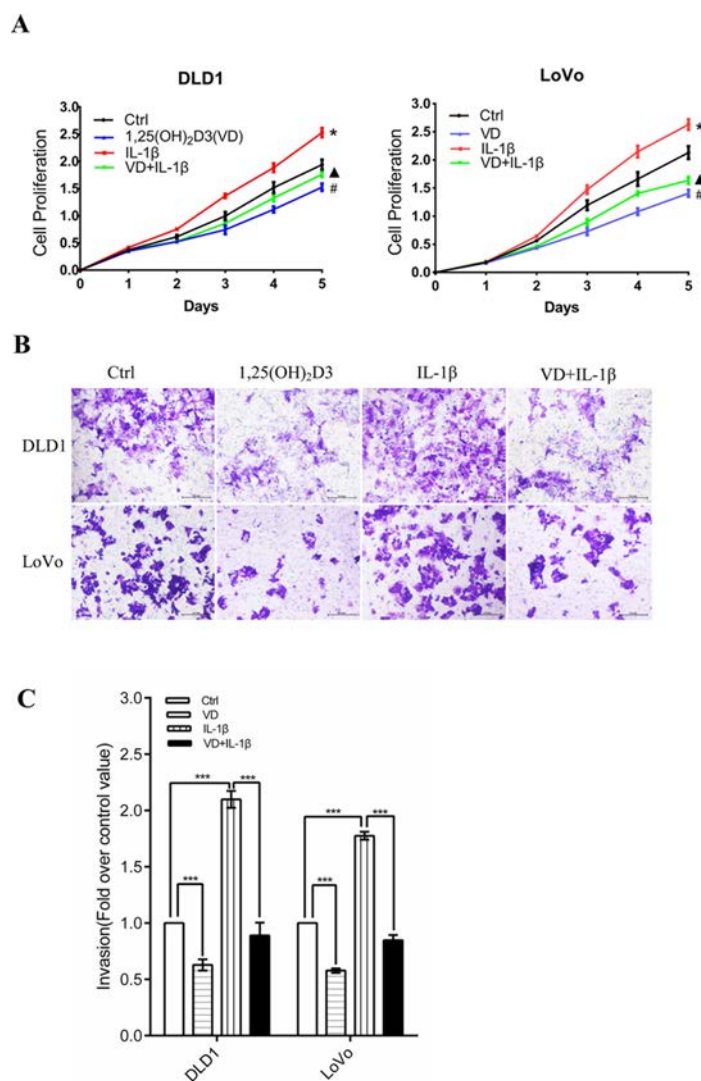 A
DLD1
Ctrl
1,25(OH)₂D3(VD)
IL-1β
VD+IL-1β
Cell Proliferation
3.0
2.5
2.0
1.5
1.0
0.5
0.0
0 1 2 3 4 5
Days
*
▲
#
LoVo
Ctrl
VD
IL-1β
VD+IL-1β
Cell Proliferation
3.0
2.5
2.0
1.5
1.0
0.5
0.0
0 1 2 3 4 5
Days
*
▲
#
B
Ctrl 1,25(OH)₂D3 IL-1β VD+IL-1β
DLD1
LoVo
C
Ctrl
VD
IL-1β
VD+IL-1β
Invasion(Fold over control value)
3.0
2.5
2.0
1.5
1.0
0.5
0.0
*** *** ***
*** *** ***
DLD1 LoVo